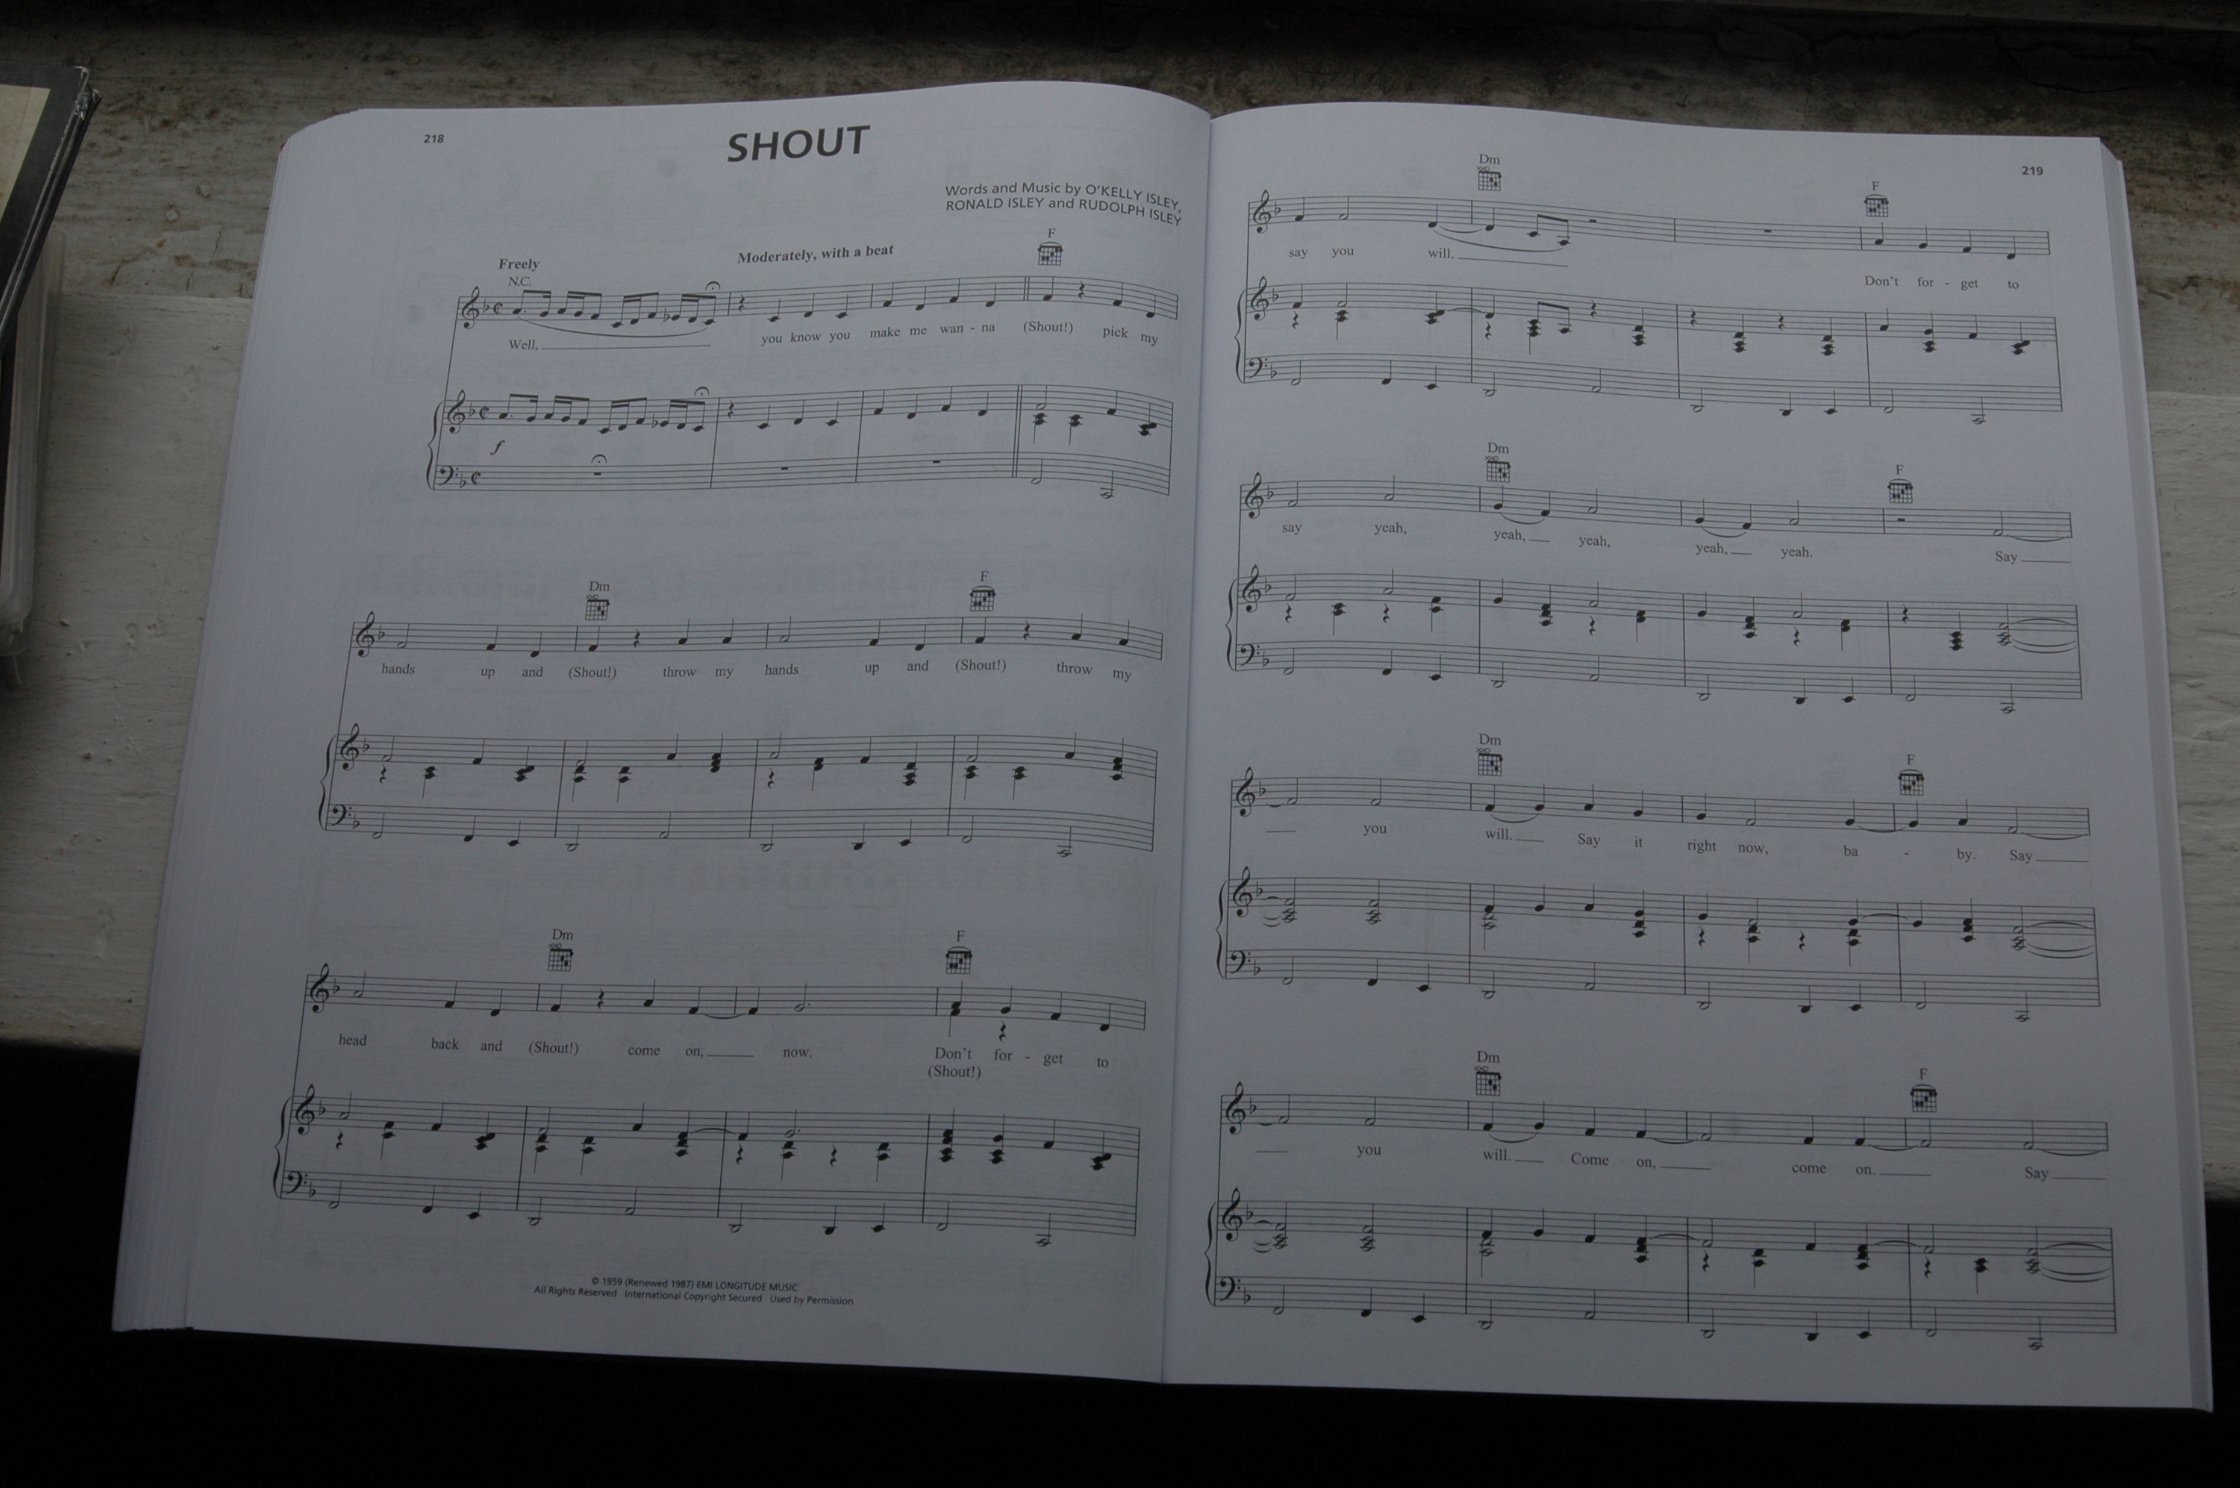 218
SHOUT
Words and Music by O'KELLY ISLEY,
RONALD ISLEY and RUDOLPH ISLEY
Freely
N.C.
Moderately, with a beat
F
Well, you know you make me wan - na (Shout!) pick my
Dm F
hands up and (Shout!) throw my hands up and (Shout!) throw my
Dm F
head back and (Shout!) come on, now. Don't for - get to
(Shout!)
© 1959 (Renewed 1987) EMI LONGITUDE MUSIC
All Rights Reserved International Copyright Secured Used by Permission
219
Dm F
say you will. Don't for - get to
Dm F
say yeah, yeah, yeah, yeah, yeah. Say
Dm F
you will. Say it right now, ba - by. Say
Dm F
you will. Come on, come on. Say